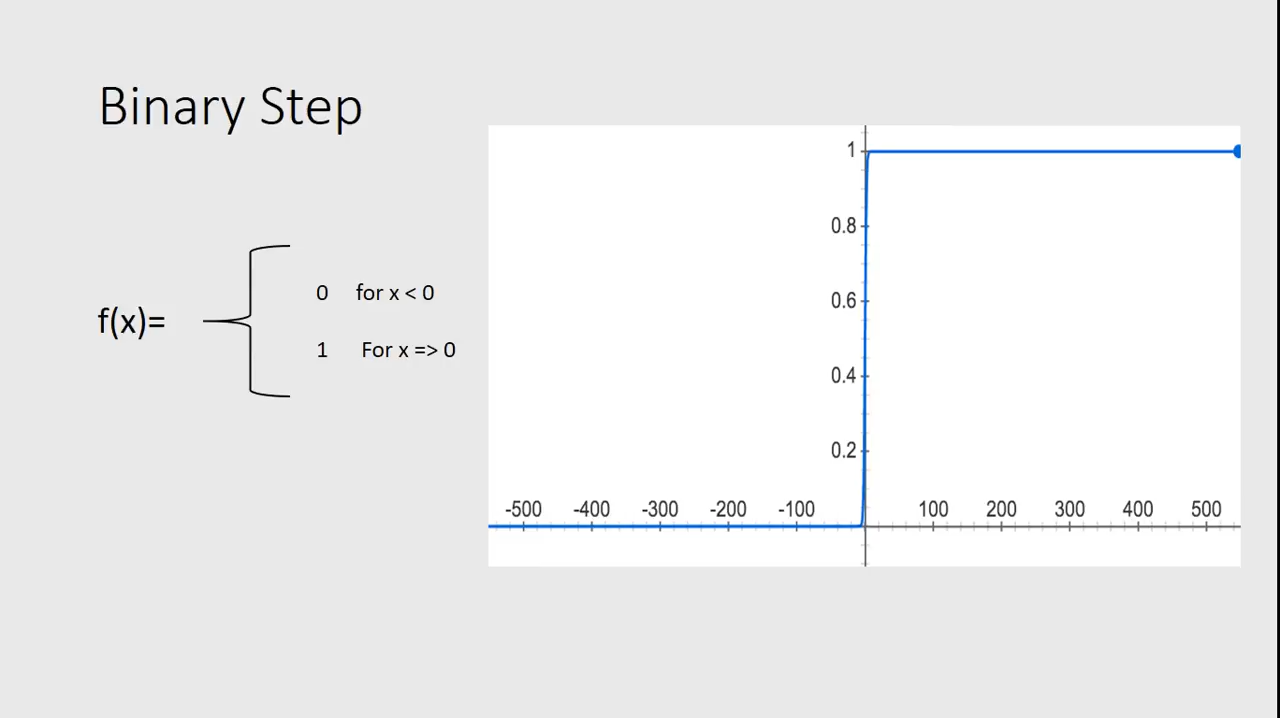 Binary Step
f(x)=
0 for x < 0
1 For x => 0
1
0.8
0.6
0.4
0.2
-500 -400 -300 -200 -100 100 200 300 400 500